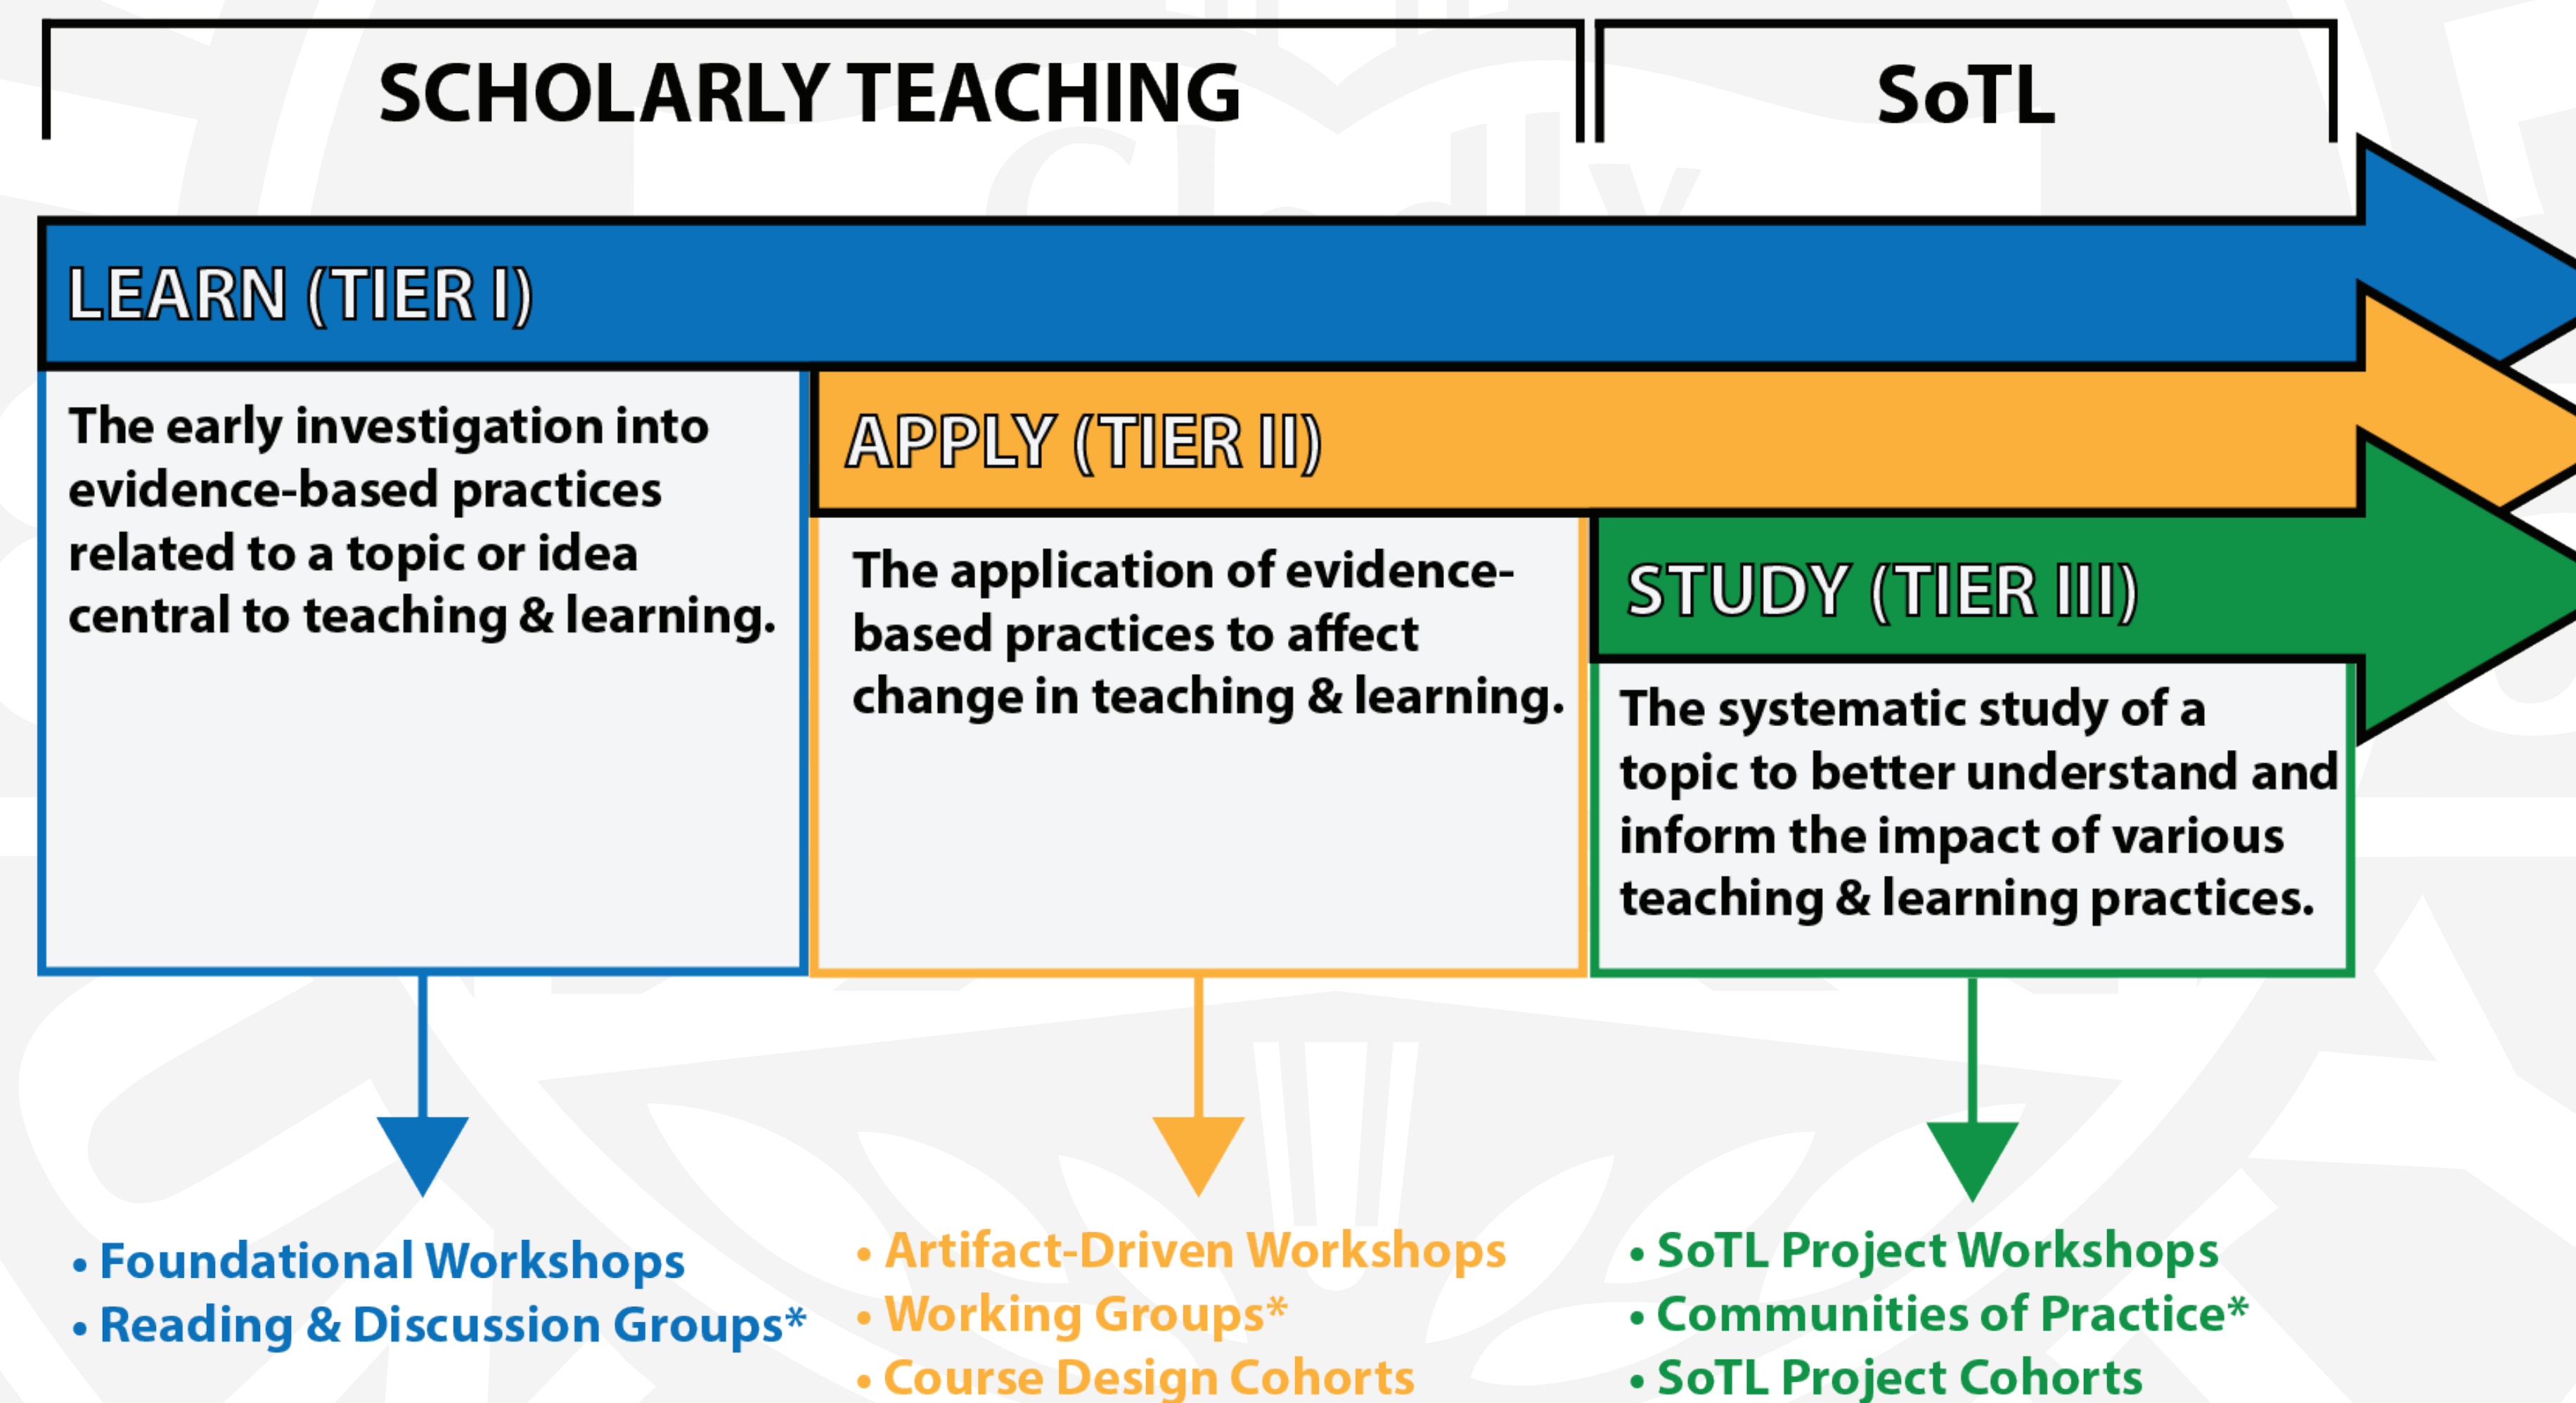 SCHOLARLY TEACHING
SoTL
LEARN (TIER I)
The early investigation into
evidence-based practices
related to a topic or idea
central to teaching & learning.
APPLY (TIER II)
The application of evidence-
based practices to affect
change in teaching & learning.
STUDY (TIER III)
The systematic study of a
topic to better understand and
inform the impact of various
teaching & learning practices.
• Foundational Workshops
• Reading & Discussion Groups*
• Artifact-Driven Workshops
• Working Groups*
• Course Design Cohorts
• SoTL Project Workshops
• Communities of Practice*
• SoTL Project Cohorts